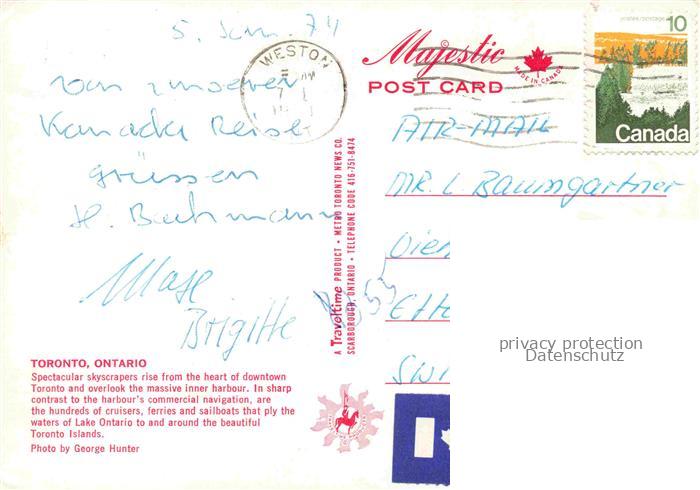 5. Jun. 74
von unserer
Kanada Reise
grüssen
H. Bachmann
Brigitte
TORONTO, ONTARIO
Spectacular skyscrapers rise from the heart of downtown
Toronto and overlook the massive inner harbour. In sharp
contrast to the harbour's commercial navigation, are
the hundreds of cruisers, ferries and sailboats that ply the
waters of Lake Ontario to and around the beautiful
Toronto Islands.
Photo by George Hunter
A Traveltime PRODUCT • METRO TORONTO NEWS CO.
SCARBOROUGH, ONTARIO • TELEPHONE CODE 416-751-8474
WESTON
Majestic
MADE IN CANADA
POST CARD
postes/postage 10
Canada
AIR-MAIL
MR. L. Baumgartner
privacy protection
Datenschutz